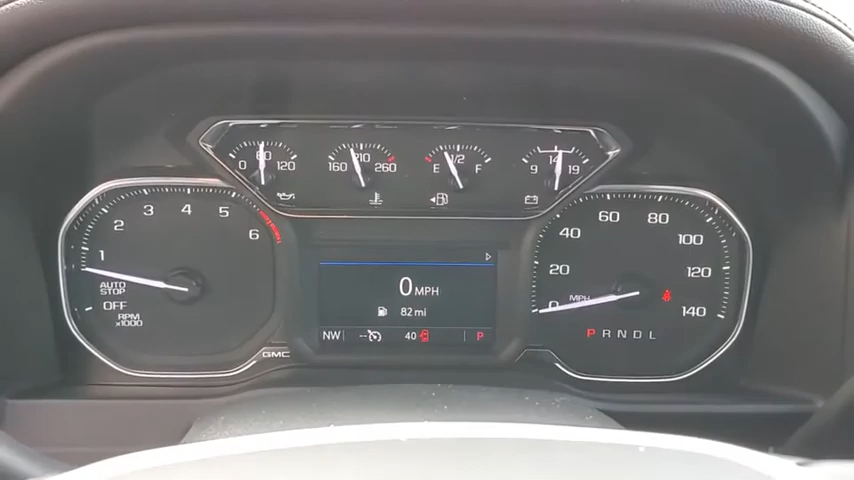 0 80 120
160 210 260
E 1/2 F
9 14 19
1 2 3 4 5 6
AUTO
STOP
OFF
RPM
x1000
GMC
0 MPH
82 mi
NW -- 40 P
0 20 40 60 80 100 120 140
MPH
P R N D L